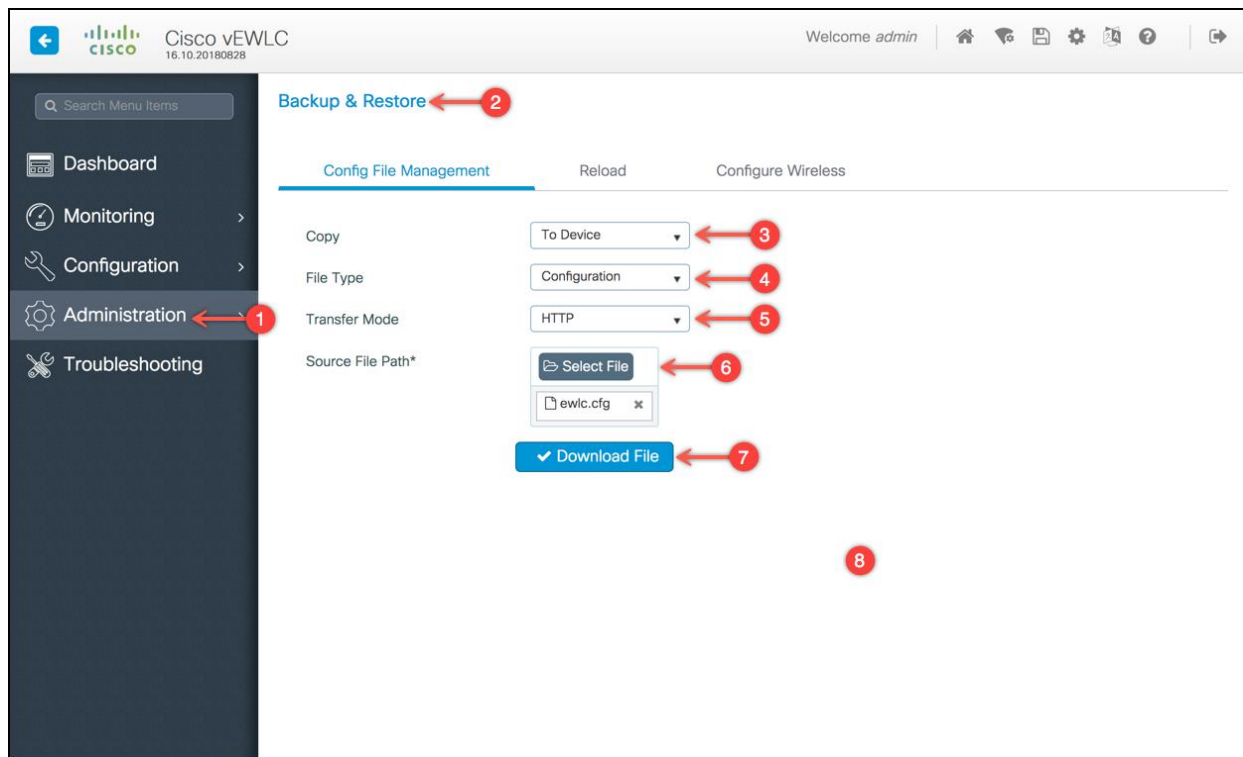 CISCO
Cisco vEWLC
16.10.20180828
Welcome admin
Search Menu Items
Dashboard
Monitoring
Configuration
Administration
1
Troubleshooting
Backup & Restore
2
Config File Management Reload Configure Wireless
Copy To Device 3
File Type Configuration 4
Transfer Mode HTTP 5
Source File Path* Select File 6
ewlc.cfg
Download File 7
8